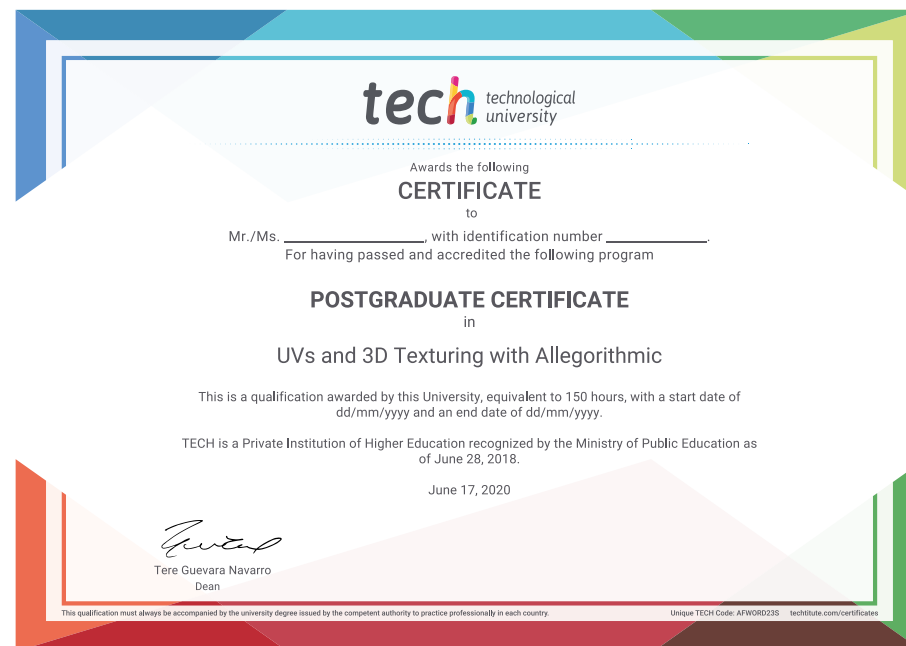 tech technological
university
Awards the following
CERTIFICATE
to
Mr./Ms. ____________, with identification number ____________.
For having passed and accredited the following program
POSTGRADUATE CERTIFICATE
in
UVs and 3D Texturing with Allegorithmic
This is a qualification awarded by this University, equivalent to 150 hours, with a start date of
dd/mm/yyyy and an end date of dd/mm/yyyy.
TECH is a Private Institution of Higher Education recognized by the Ministry of Public Education as
of June 28, 2018.
June 17, 2020
Tere Guevara Navarro
Dean
This qualification must always be accompanied by the university degree issued by the competent authority to practice professionally in each country.
Unique TECH Code: AFWORD23S techtitute.com/certificates